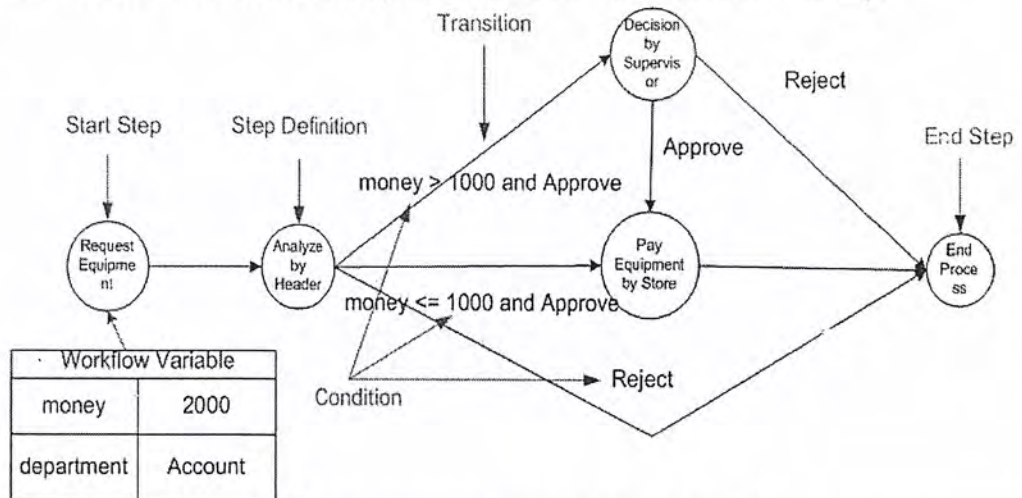 Transition
Decision
by
Supervis
or
Reject
Start Step
Step Definition
Approve
End Step
money > 1000 and Approve
Request
Equipme
nt
Analyze
by
Header
Pay
Equipment
by Store
End
Proce
ss
money <= 1000 and Approve
Workflow Variable
Reject
Condition
money
2000
department
Account